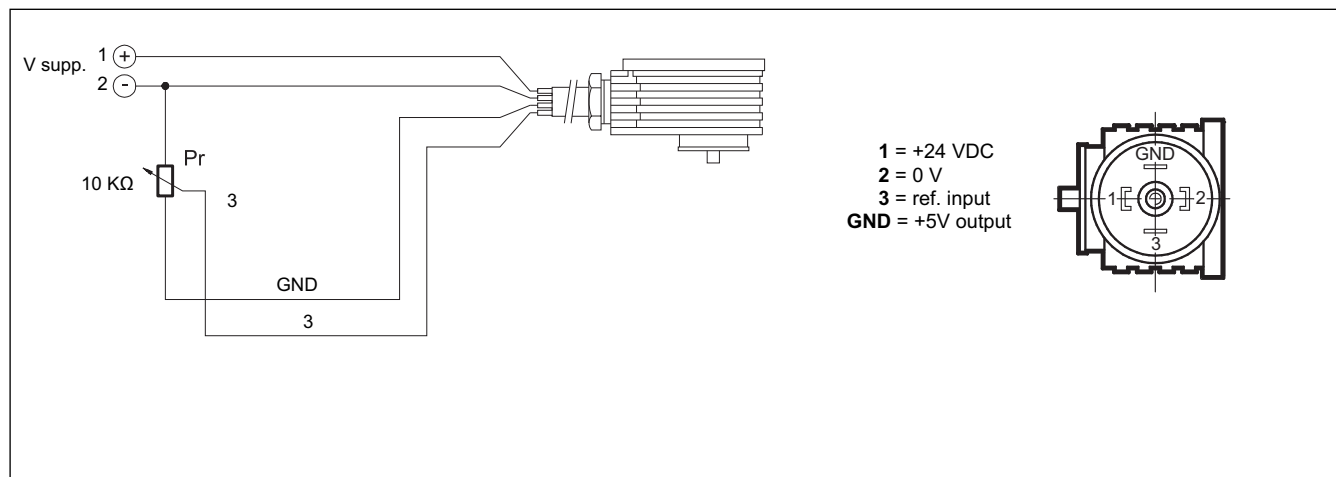 V supp.
1 +
2 -
Pr
10 KΩ
3
GND
3
1 = +24 VDC
2 = 0 V
3 = ref. input
GND = +5V output
GND
1 2
3